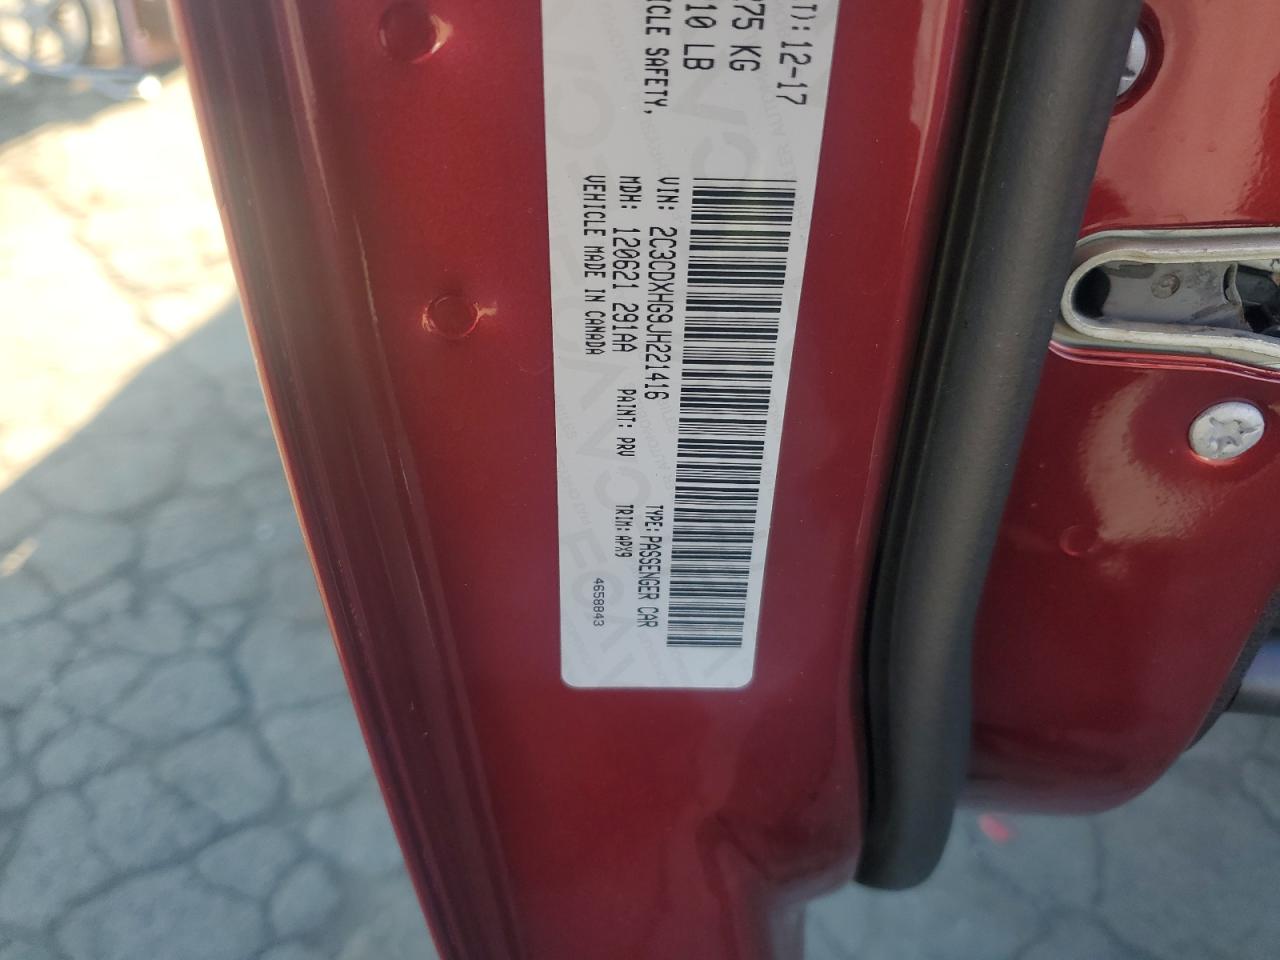 T): 12-17
275 KG
10 LB
ICLE SAFETY,
VIN: 2C3CDXHG9JH221416
TYPE: PASSENGER CAR
MDH: 120621 291AA
PAINT: PRV
TRIM: APX9
VEHICLE MADE IN CANADA
4658843